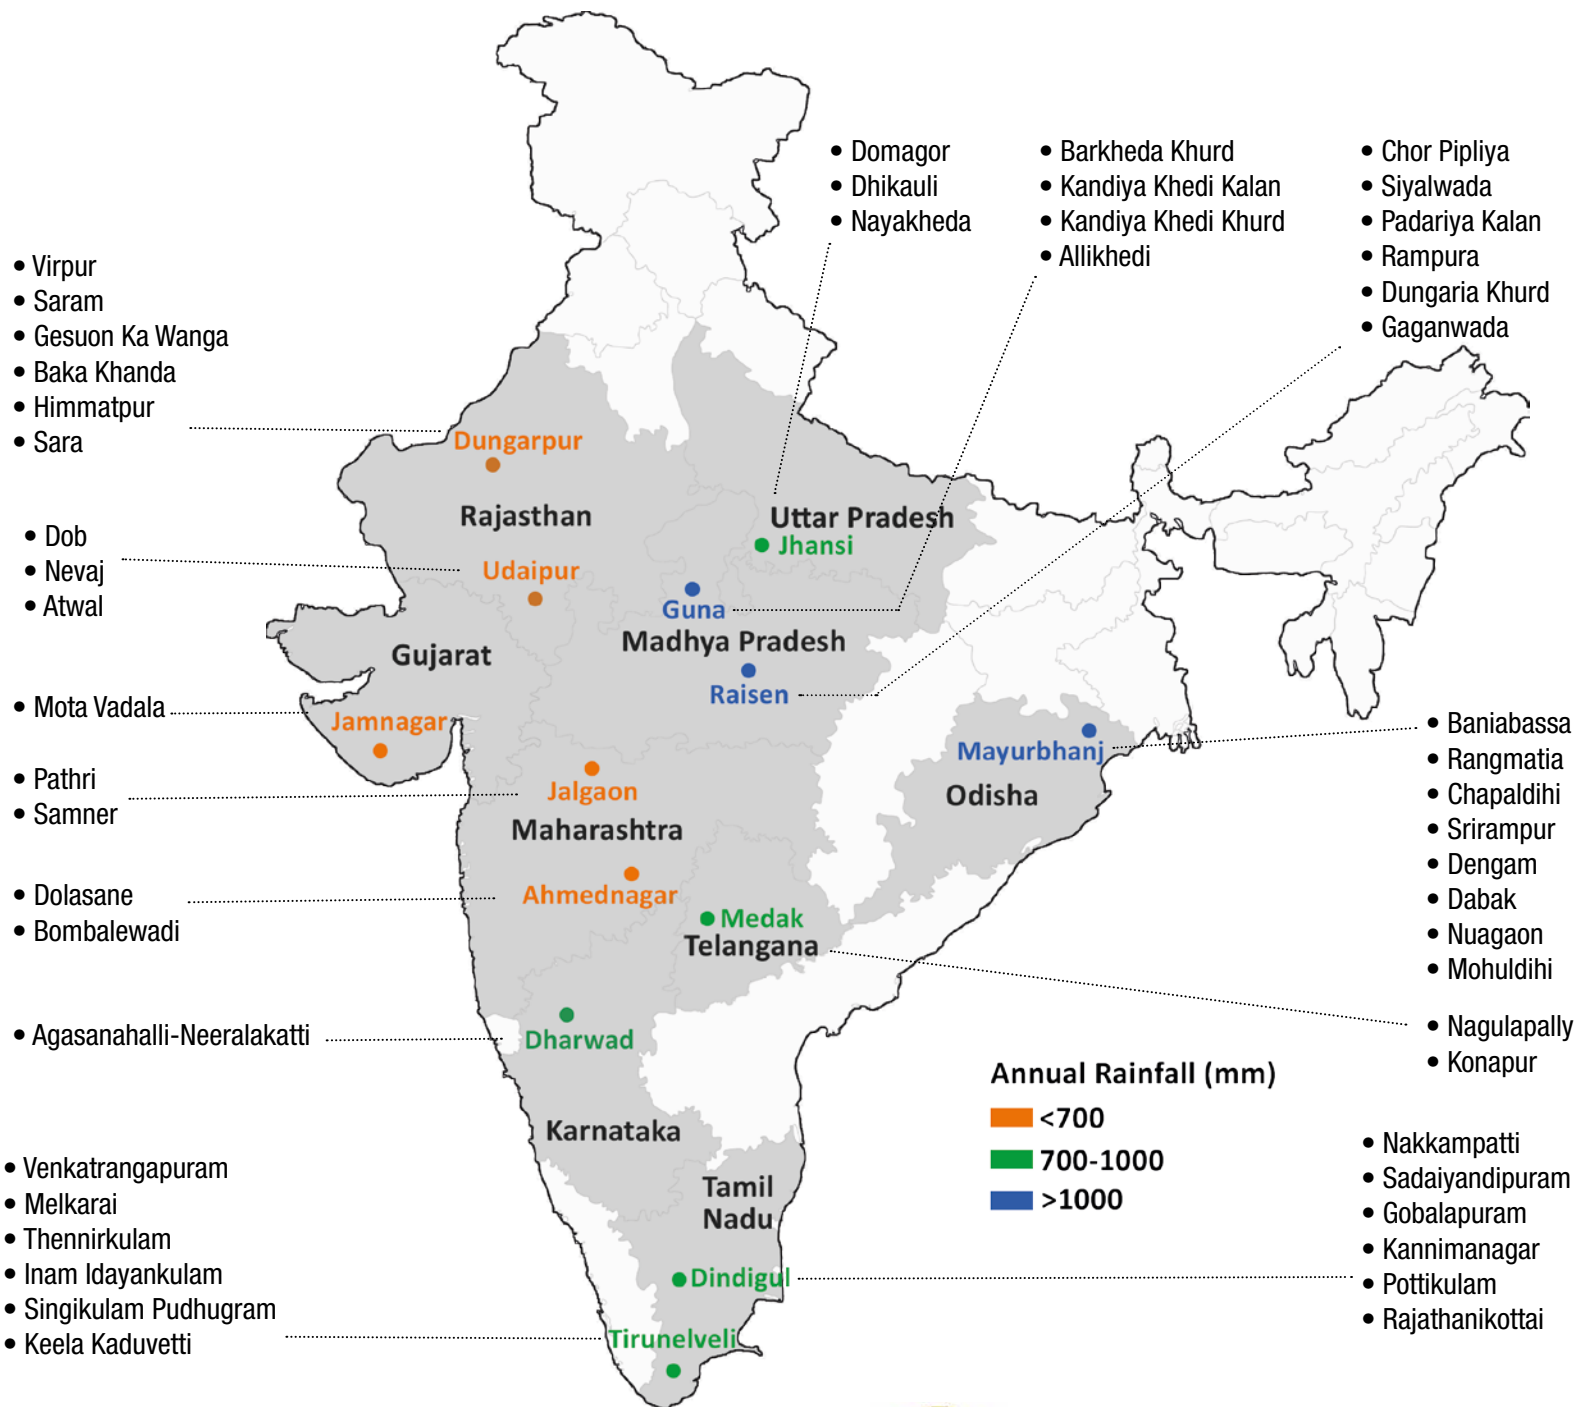 • Domagor
• Dhikauli
• Nayakheda
• Barkheda Khurd
• Kandiya Khedi Kalan
• Kandiya Khedi Khurd
• Allikhedi
• Chor Pipliya
• Siyalwada
• Padariya Kalan
• Rampura
• Dungaria Khurd
• Gaganwada
• Virpur
• Saram
• Gesuon Ka Wanga
• Baka Khanda
• Himmatpur
• Sara
Dungarpur
Rajasthan
Uttar Pradesh
Jhansi
• Dob
• Nevaj
• Atwal
Udaipur
Guna
Madhya Pradesh
Gujarat
Raisen
• Mota Vadala
Jamnagar
• Pathri
• Samner
Jalgaon
Maharashtra
Mayurbhanj
Odisha
• Baniabassa
• Rangmatia
• Chapaldihi
• Srirampur
• Dengam
• Dabak
• Nuagaon
• Mohuldihi
• Dolasane
• Bombalewadi
Ahmednagar
Medak
Telangana
• Nagulapally
• Konapur
• Agasanahalli-Neeralakatti
Dharwad
Karnataka
Annual Rainfall (mm)
<700
700-1000
>1000
Tamil
Nadu
• Venkatrangapuram
• Melkarai
• Thennirkulam
• Inam Idayankulam
• Singikulam Pudhugram
• Keela Kaduvetti
Dindigul
Tirunelveli
• Nakkampatti
• Sadaiyandipuram
• Gobalapuram
• Kannimanagar
• Pottikulam
• Rajathanikottai